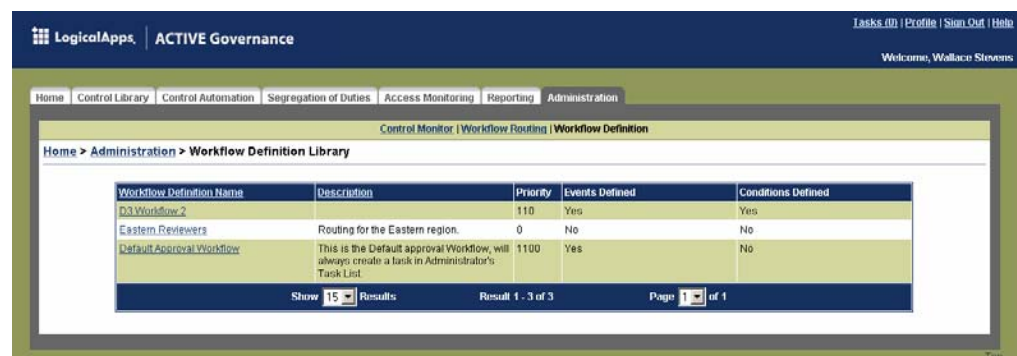 Tasks (0) | Profile | Sign Out | Help
LogicalApps. ACTIVE Governance
Welcome, Wallace Stevens
Home Control Library Control Automation Segregation of Duties Access Monitoring Reporting Administration
Control Monitor | Workflow Routing | Workflow Definition
Home > Administration > Workflow Definition Library
Workflow Definition Name Description Priority Events Defined Conditions Defined
D3 Workflow 2 110 Yes Yes
Eastern Reviewers Routing for the Eastern region. 0 No No
Default Approval Workflow This is the Default approval Workflow, will 1100 Yes No
always create a task in Administrator's
Task List.
Show 15 Results Result 1 - 3 of 3 Page 1 of 1